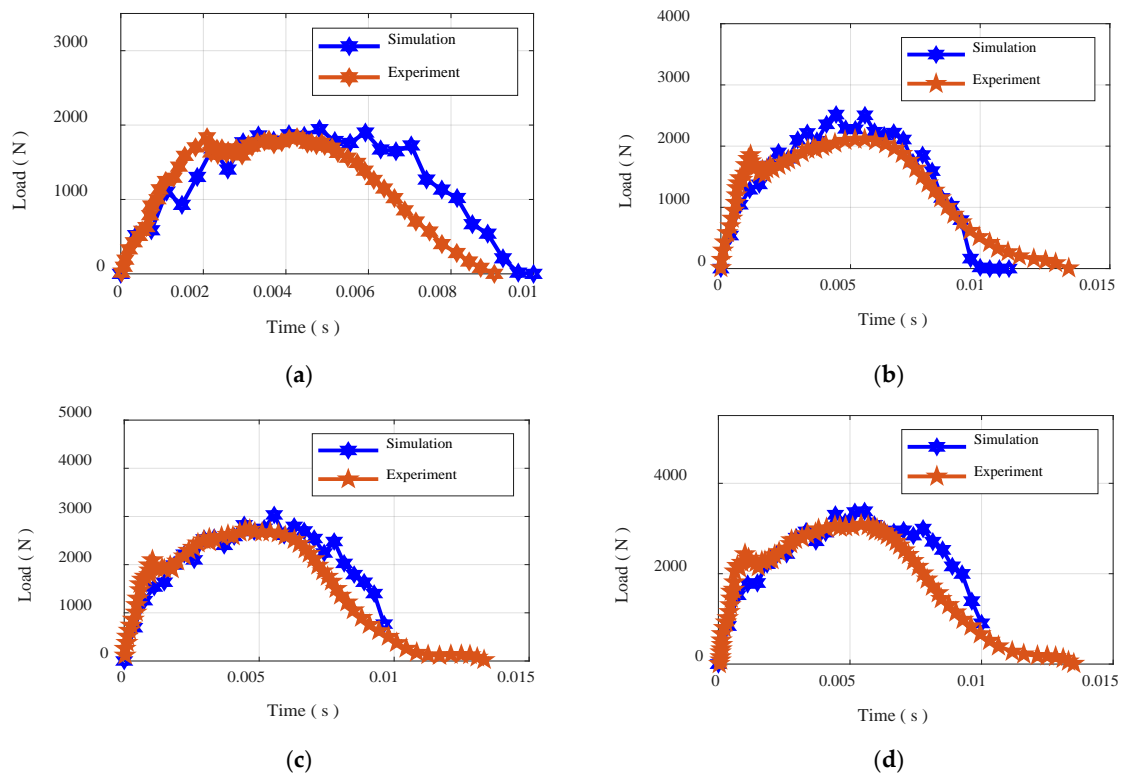 3000
2000
1000
0
Load ( N )
Simulation
Experiment
0
0.002
0.004
0.006
0.008
0.01
Time ( s )
(a)
4000
3000
2000
1000
0
Load ( N )
Simulation
Experiment
0
0.005
0.01
0.015
Time ( s )
(b)
5000
4000
3000
2000
1000
0
Load ( N )
Simulation
Experiment
0
0.005
0.01
0.015
Time ( s )
(c)
4000
2000
0
Load ( N )
Simulation
Experiment
0
0.005
0.01
0.015
Time ( s )
(d)